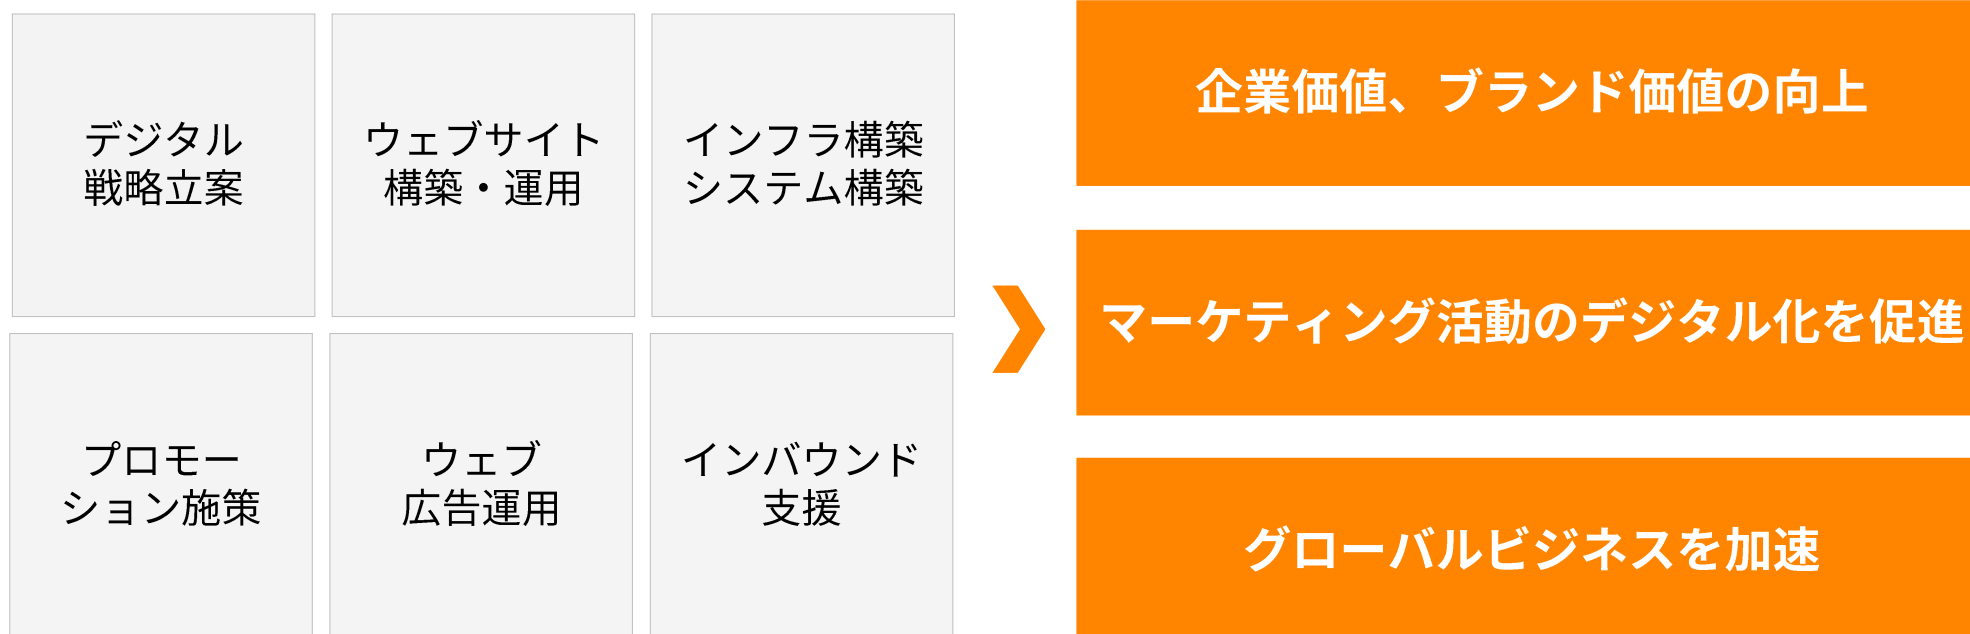 デジタル
戦略立案
ウェブサイト
構築・運用
インフラ構築
システム構築
プロモー
ション施策
ウェブ
広告運用
インバウンド
支援
企業価値、ブランド価値の向上
マーケティング活動のデジタル化を促進
グローバルビジネスを加速